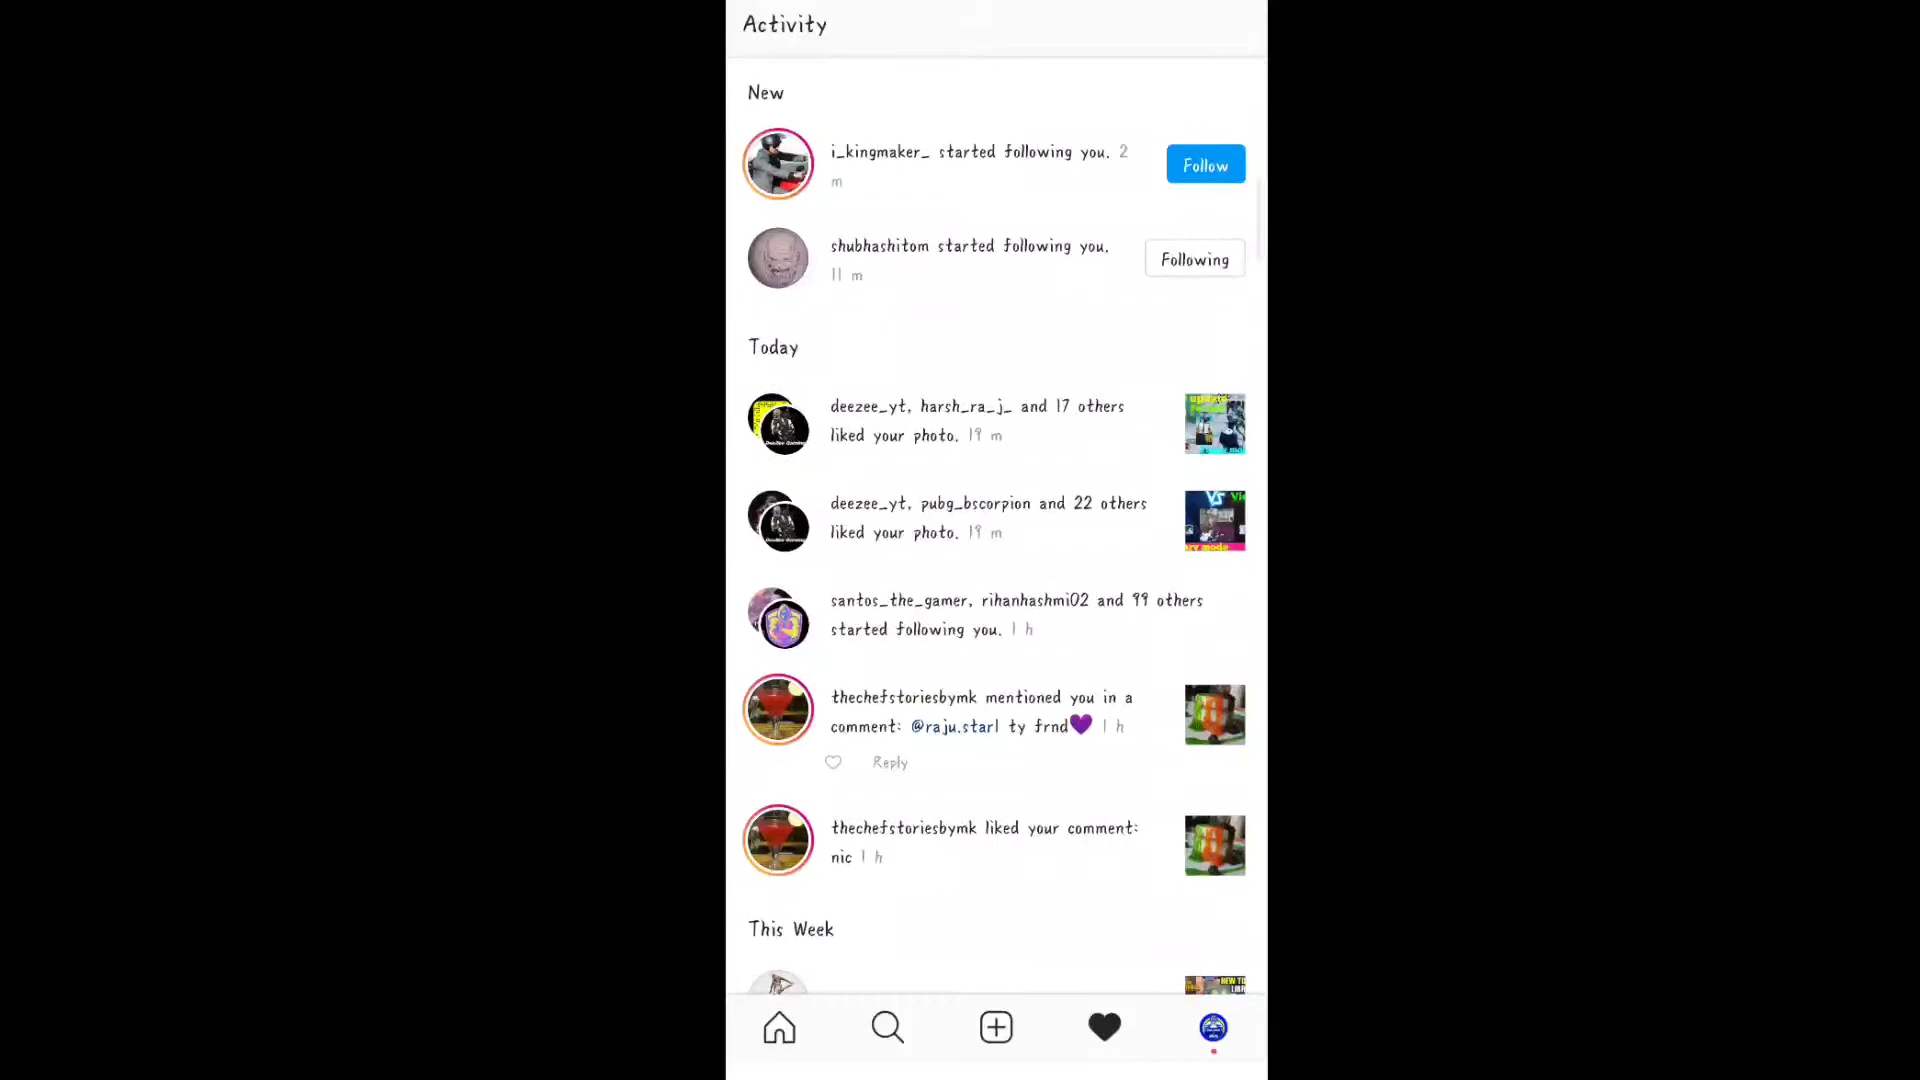 Activity
New
i_kingmaker_ started following you. 2
m
Follow
shubhashitom started following you.
11 m
Following
Today
deezee_yt, harsh_ra_j_ and 17 others
liked your photo. 19 m
deezee_yt, pubg_bscorpion and 22 others
liked your photo. 19 m
VS
santos_the_gamer, rihanhashmi02 and 99 others
started following you. 1 h
thechefstoriesbymk mentioned you in a
comment: @raju.star1 ty frnd💜 1 h
Reply
thechefstoriesbymk liked your comment:
nic 1 h
This Week